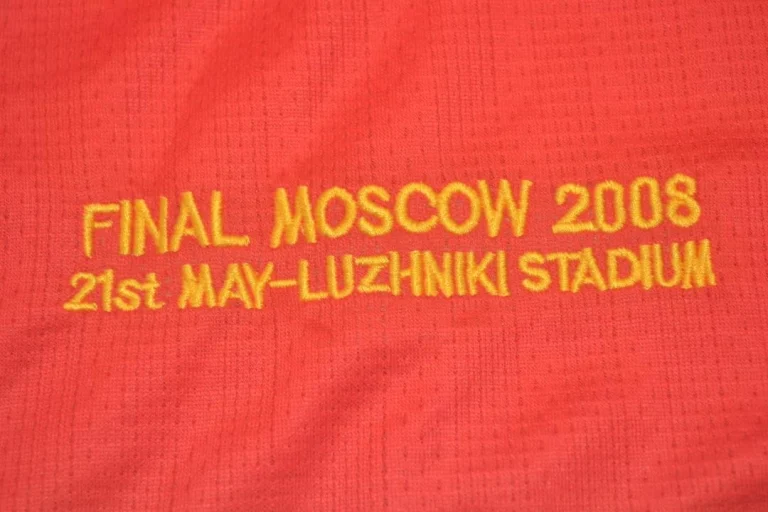 FINAL MOSCOW 2008
21st MAY-LUZHNIKI STADIUM